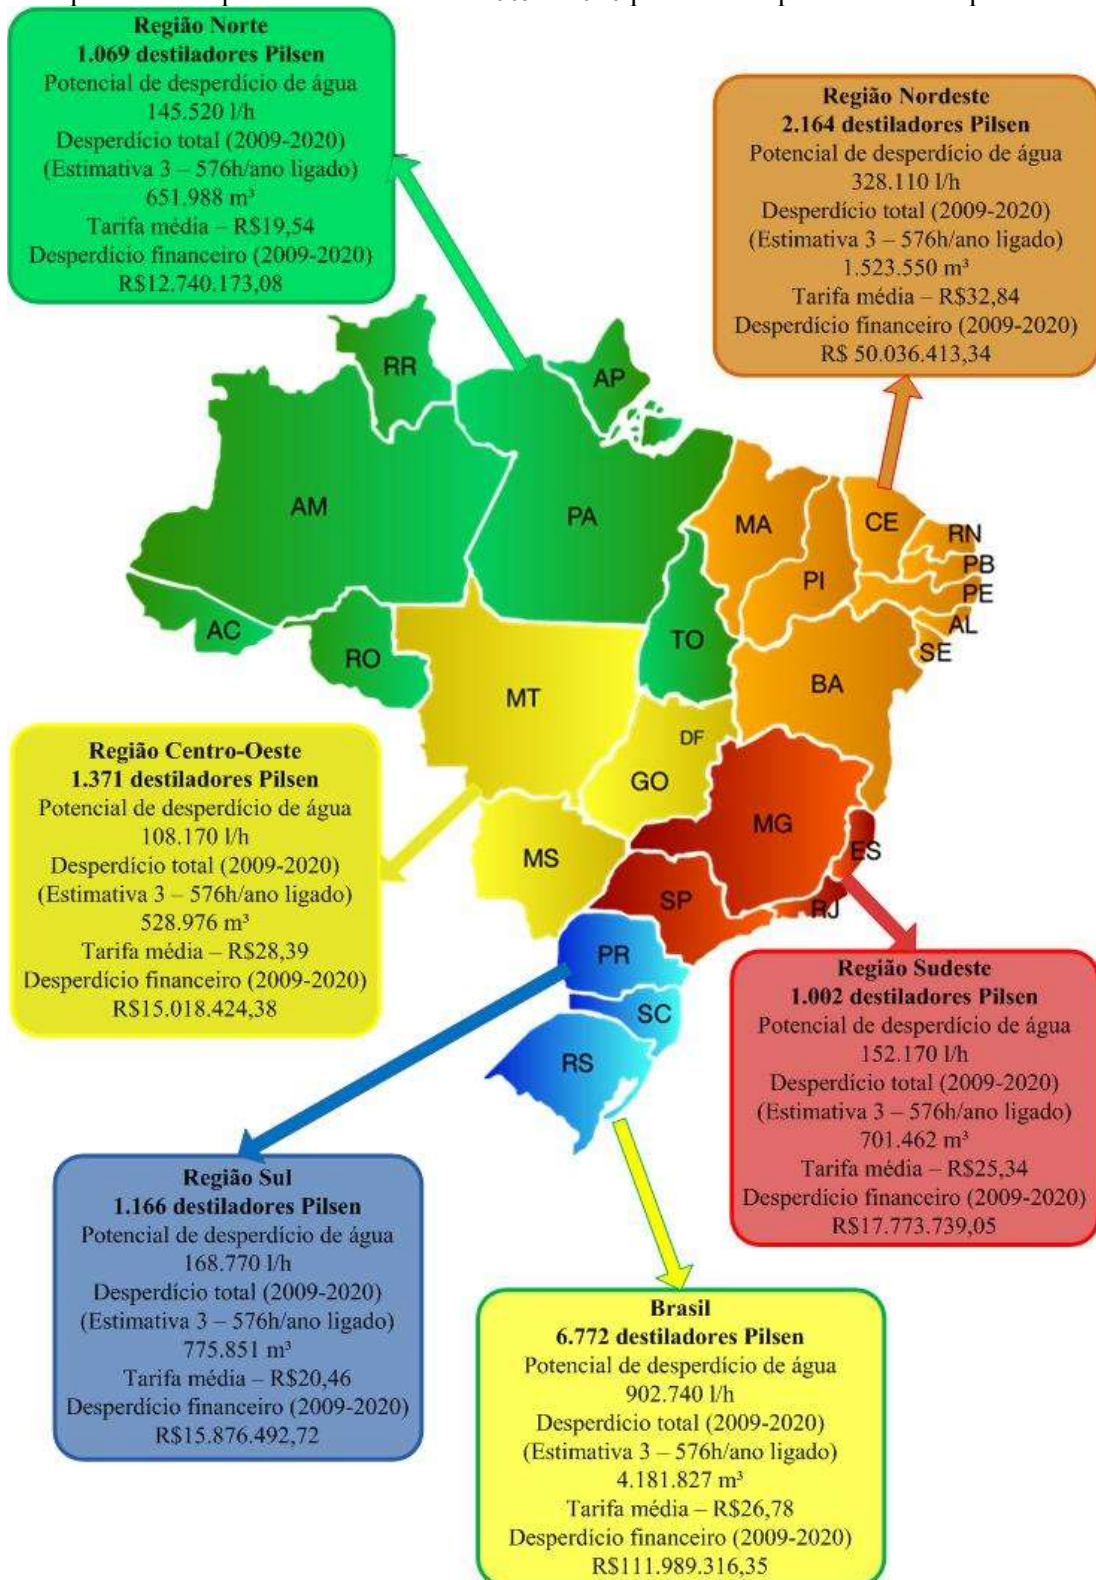 Região Norte
1.069 destiladores Pilsen
Potencial de desperdício de água
145.520 l/h
Desperdício total (2009-2020)
(Estimativa 3 – 576h/ano ligado)
651.988 m³
Tarifa média – R$19,54
Desperdício financeiro (2009-2020)
R$12.740.173,08
Região Nordeste
2.164 destiladores Pilsen
Potencial de desperdício de água
328.110 l/h
Desperdício total (2009-2020)
(Estimativa 3 – 576h/ano ligado)
1.523.550 m³
Tarifa média – R$32,84
Desperdício financeiro (2009-2020)
R$ 50.036.413,34
RR
AP
AM
PA
MA
CE
RN
PB
PI
PE
AL
SE
AC
RO
TO
BA
MT
DF
GO
MG
ES
MS
SP
RJ
PR
SC
RS
Região Centro-Oeste
1.371 destiladores Pilsen
Potencial de desperdício de água
108.170 l/h
Desperdício total (2009-2020)
(Estimativa 3 – 576h/ano ligado)
528.976 m³
Tarifa média – R$28,39
Desperdício financeiro (2009-2020)
R$15.018.424,38
Região Sudeste
1.002 destiladores Pilsen
Potencial de desperdício de água
152.170 l/h
Desperdício total (2009-2020)
(Estimativa 3 – 576h/ano ligado)
701.462 m³
Tarifa média – R$25,34
Desperdício financeiro (2009-2020)
R$17.773.739,05
Região Sul
1.166 destiladores Pilsen
Potencial de desperdício de água
168.770 l/h
Desperdício total (2009-2020)
(Estimativa 3 – 576h/ano ligado)
775.851 m³
Tarifa média – R$20,46
Desperdício financeiro (2009-2020)
R$15.876.492,72
Brasil
6.772 destiladores Pilsen
Potencial de desperdício de água
902.740 l/h
Desperdício total (2009-2020)
(Estimativa 3 – 576h/ano ligado)
4.181.827 m³
Tarifa média – R$26,78
Desperdício financeiro (2009-2020)
R$111.989.316,35